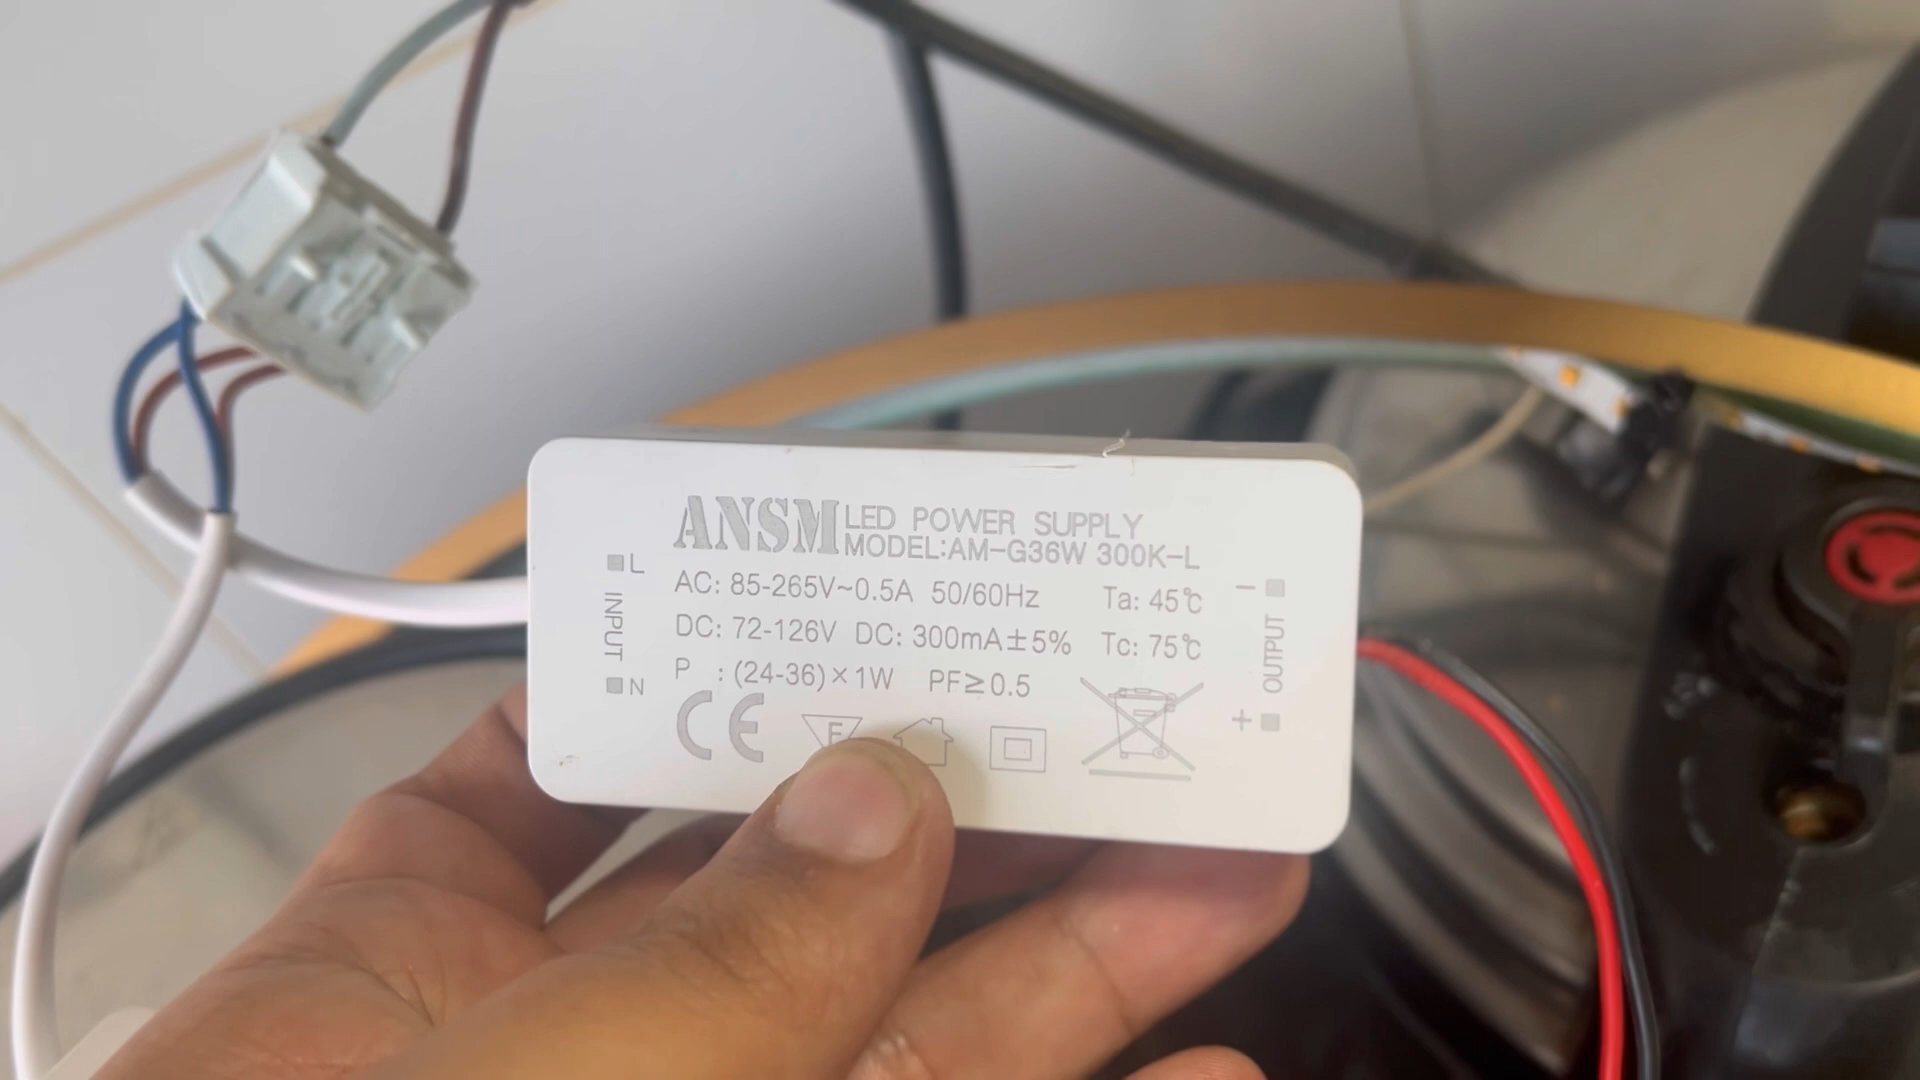 ANSM LED POWER SUPPLY
MODEL:AM-G36W 300K-L
AC: 85-265V~0.5A 50/60Hz Ta: 45℃
DC: 72-126V DC: 300mA±5% Tc: 75℃
P : (24-36)×1W PF≥0.5
CE
F
L
INPUT
N
−
OUTPUT
+